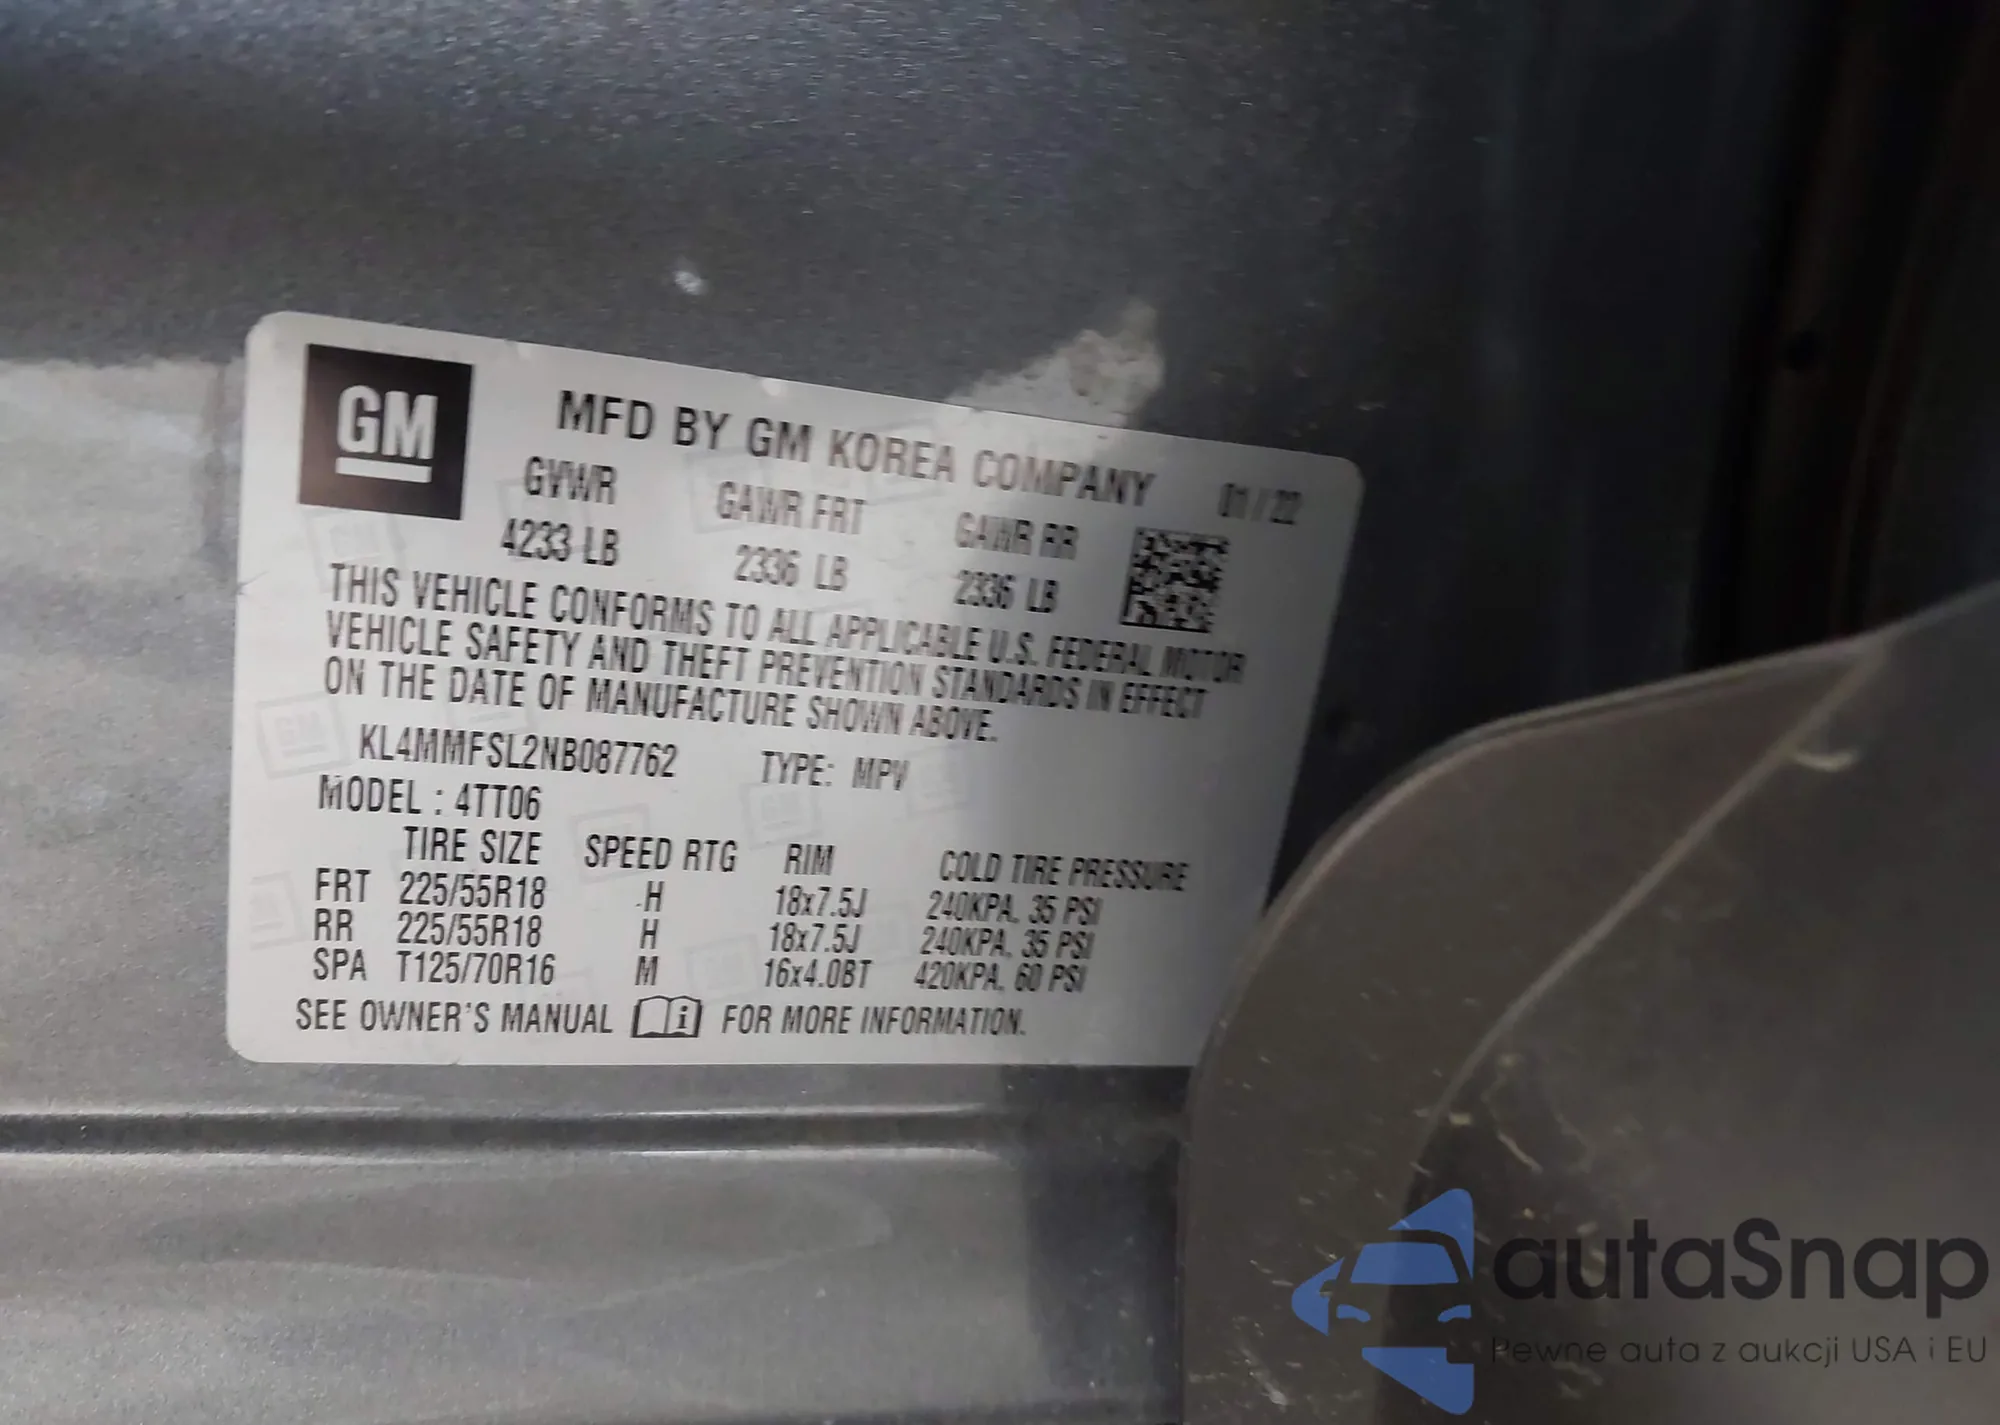 GM
MFD BY GM KOREA COMPANY 01/22
GVWR GAWR FRT GAWR RR
4233 LB 2336 LB 2336 LB
THIS VEHICLE CONFORMS TO ALL APPLICABLE U.S. FEDERAL MOTOR
VEHICLE SAFETY AND THEFT PREVENTION STANDARDS IN EFFECT
ON THE DATE OF MANUFACTURE SHOWN ABOVE.
KL4MMFSL2NB087762 TYPE: MPV
MODEL : 4TT06
TIRE SIZE SPEED RTG RIM COLD TIRE PRESSURE
FRT 225/55R18 H 18x7.5J 240KPA, 35 PSI
RR 225/55R18 H 18x7.5J 240KPA, 35 PSI
SPA T125/70R16 M 16x4.0BT 420KPA, 60 PSI
SEE OWNER'S MANUAL i FOR MORE INFORMATION.
autaSnap
Pewne auta z aukcji USA i EU